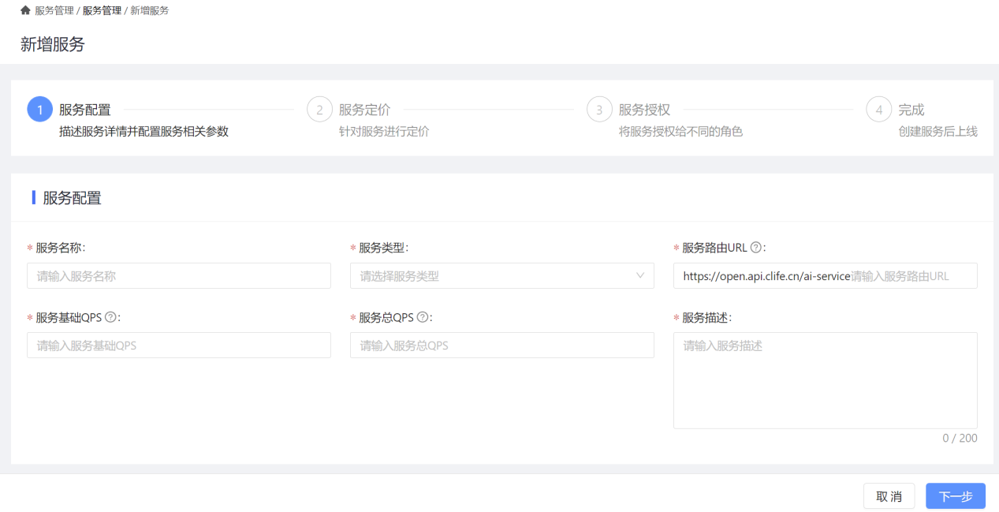 服务管理 / 服务管理 / 新增服务
新增服务
1 服务配置
描述服务详情并配置服务相关参数
2 服务定价
针对服务进行定价
3 服务授权
将服务授权给不同的角色
4 完成
创建服务后上线
服务配置
* 服务名称:
请输入服务名称
* 服务类型:
请选择服务类型
* 服务路由URL ? :
https://open.api.clife.cn/ai-service请输入服务路由URL
* 服务基础QPS ? :
请输入服务基础QPS
* 服务总QPS ? :
请输入服务总QPS
* 服务描述:
请输入服务描述
0 / 200
取 消
下一步